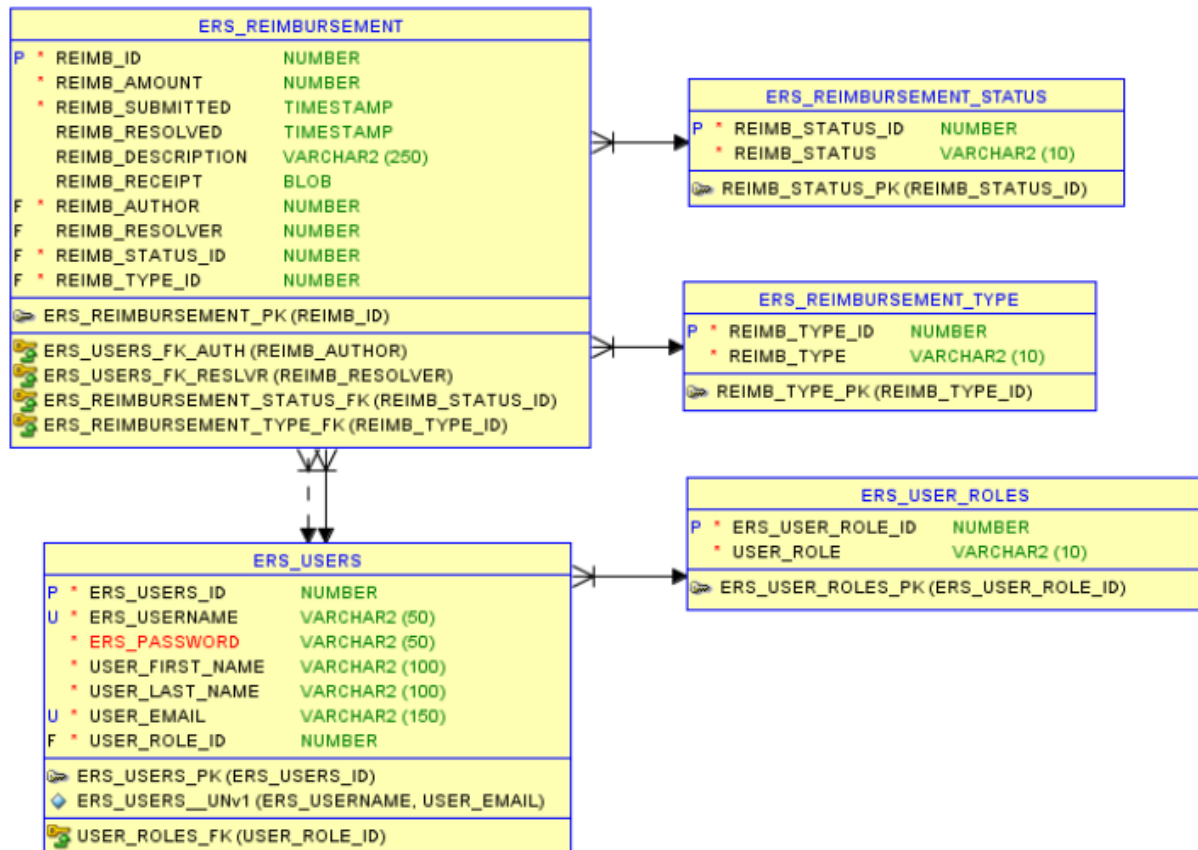 ERS_REIMBURSEMENT
P * REIMB_ID NUMBER
* REIMB_AMOUNT NUMBER
* REIMB_SUBMITTED TIMESTAMP
REIMB_RESOLVED TIMESTAMP
REIMB_DESCRIPTION VARCHAR2 (250)
REIMB_RECEIPT BLOB
F * REIMB_AUTHOR NUMBER
F REIMB_RESOLVER NUMBER
F * REIMB_STATUS_ID NUMBER
F * REIMB_TYPE_ID NUMBER
ERS_REIMBURSEMENT_PK (REIMB_ID)
ERS_USERS_FK_AUTH (REIMB_AUTHOR)
ERS_USERS_FK_RESLVR (REIMB_RESOLVER)
ERS_REIMBURSEMENT_STATUS_FK (REIMB_STATUS_ID)
ERS_REIMBURSEMENT_TYPE_FK (REIMB_TYPE_ID)
ERS_REIMBURSEMENT_STATUS
P * REIMB_STATUS_ID NUMBER
* REIMB_STATUS VARCHAR2 (10)
REIMB_STATUS_PK (REIMB_STATUS_ID)
ERS_REIMBURSEMENT_TYPE
P * REIMB_TYPE_ID NUMBER
* REIMB_TYPE VARCHAR2 (10)
REIMB_TYPE_PK (REIMB_TYPE_ID)
ERS_USERS
P * ERS_USERS_ID NUMBER
U * ERS_USERNAME VARCHAR2 (50)
* ERS_PASSWORD VARCHAR2 (50)
* USER_FIRST_NAME VARCHAR2 (100)
* USER_LAST_NAME VARCHAR2 (100)
U * USER_EMAIL VARCHAR2 (150)
F * USER_ROLE_ID NUMBER
ERS_USERS_PK (ERS_USERS_ID)
ERS_USERS__UNv1 (ERS_USERNAME, USER_EMAIL)
USER_ROLES_FK (USER_ROLE_ID)
ERS_USER_ROLES
P * ERS_USER_ROLE_ID NUMBER
* USER_ROLE VARCHAR2 (10)
ERS_USER_ROLES_PK (ERS_USER_ROLE_ID)